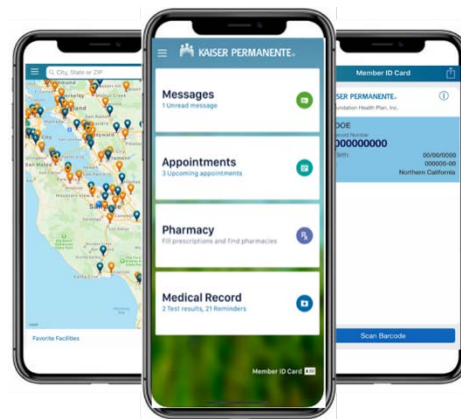 City, State or ZIP
Favorite Facilities
KAISER PERMANENTE®
Messages
1 Unread message
Appointments
3 Upcoming appointments
Pharmacy
Fill prescriptions and find pharmacies
Medical Record
2 Test results, 21 Reminders
Member ID Card
Member ID Card
SER PERMANENTE®
undation Health Plan, Inc.
DOE
000000000
00/00/0000
000000-00
Northern California
Scan Barcode